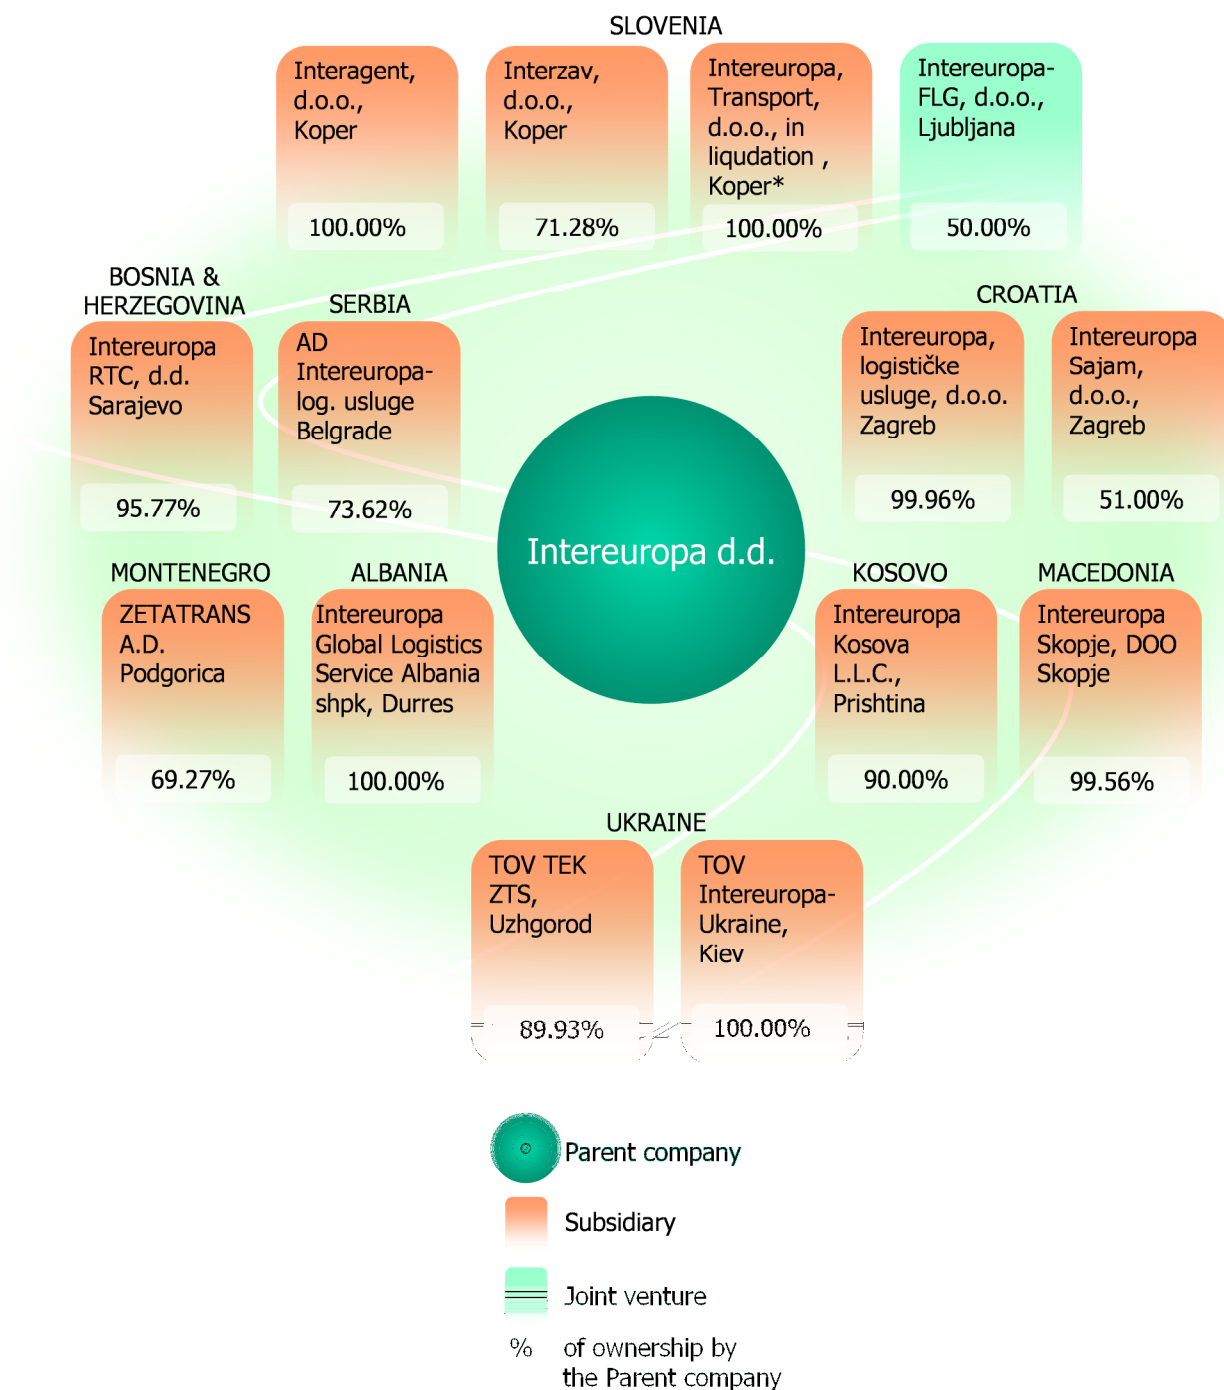 SLOVENIA
Interagent,
d.o.o.,
Koper
100.00%
Interzav,
d.o.o.,
Koper
71.28%
Intereuropa,
Transport,
d.o.o., in
liqudation ,
Koper*
100.00%
Intereuropa-
FLG, d.o.o.,
Ljubljana
50.00%
BOSNIA &
HERZEGOVINA
Intereuropa
RTC, d.d.
Sarajevo
95.77%
SERBIA
AD
Intereuropa-
log. usluge
Belgrade
73.62%
CROATIA
Intereuropa,
logističke
usluge, d.o.o.
Zagreb
99.96%
Intereuropa
Sajam,
d.o.o.,
Zagreb
51.00%
Intereuropa d.d.
MONTENEGRO
ZETATRANS
A.D.
Podgorica
69.27%
ALBANIA
Intereuropa
Global Logistics
Service Albania
shpk, Durres
100.00%
KOSOVO
Intereuropa
Kosova
L.L.C.,
Prishtina
90.00%
MACEDONIA
Intereuropa
Skopje, DOO
Skopje
99.56%
UKRAINE
TOV TEK
ZTS,
Uzhgorod
89.93%
TOV
Intereuropa-
Ukraine,
Kiev
100.00%
Parent company
Subsidiary
Joint venture
% of ownership by
the Parent company